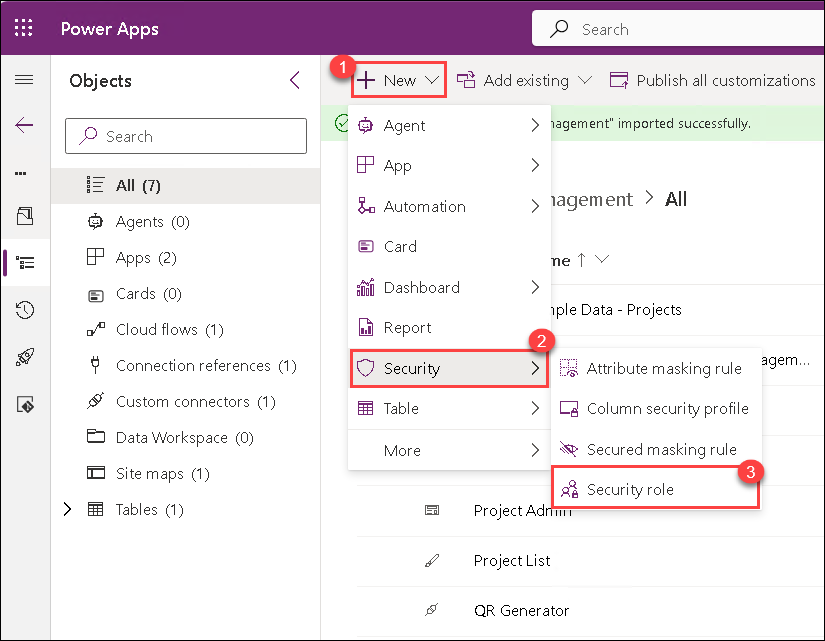 Power Apps
Search
Objects
Search
All (7)
Agents (0)
Apps (2)
Cards (0)
Cloud flows (1)
Connection references (1)
Custom connectors (1)
Data Workspace (0)
Site maps (1)
Tables (1)
1
New
Add existing
Publish all customizations
nagement" imported successfully.
nagement > All
me ↑
mple Data - Projects
agem...
Agent
App
Automation
Card
Dashboard
Report
2
Security
Table
More
Attribute masking rule
Column security profile
Secured masking rule
3
Security role
Project Admin
Project List
QR Generator